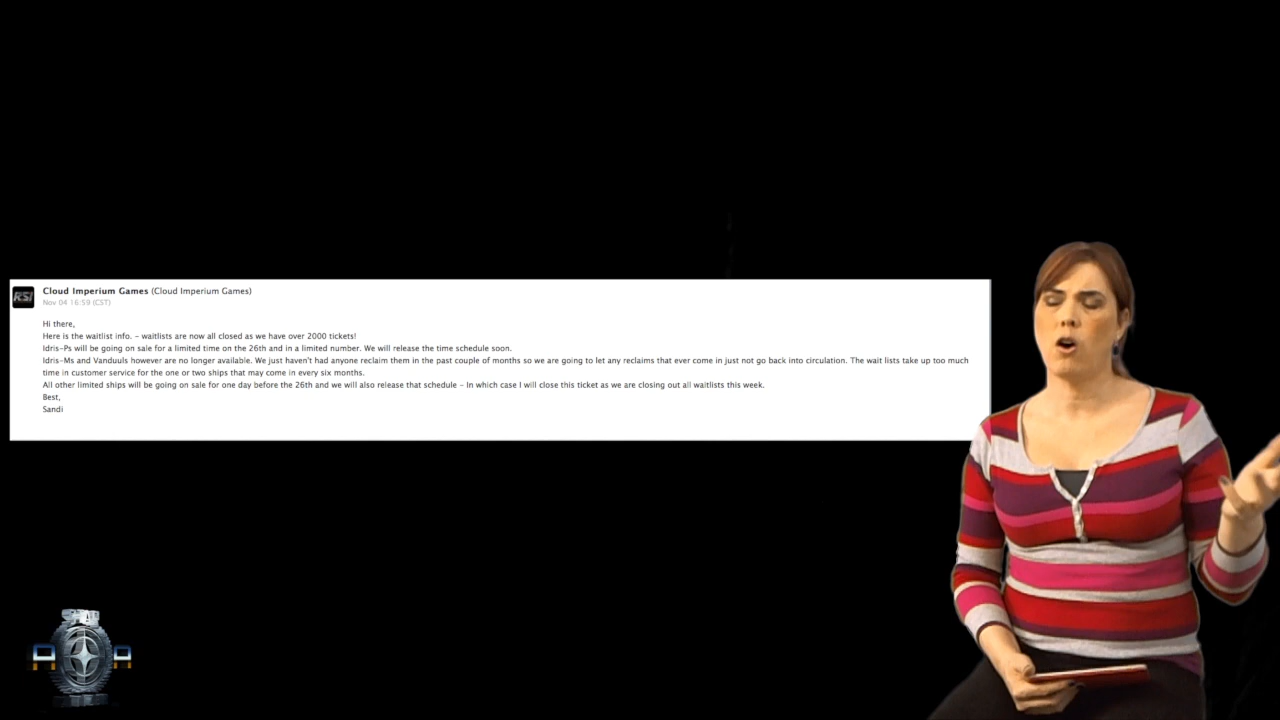 RSI
Cloud Imperium Games (Cloud Imperium Games)
Nov 04 16:59 (CST)
Hi there,
Here is the waitlist info. - waitlists are now all closed as we have over 2000 tickets!
Idris-Ps will be going on sale for a limited time on the 26th and in a limited number. We will release the time schedule soon.
Idris-Ms and Vanduuls however are no longer available. We just haven't had anyone reclaim them in the past couple of months so we are going to let any reclaims that ever come in just not go back into circulation. The wait lists take up too much
time in customer service for the one or two ships that may come in every six months.
All other limited ships will be going on sale for one day before the 26th and we will also release that schedule - In which case I will close this ticket as we are closing out all waitlists this week.
Best,
Sandi